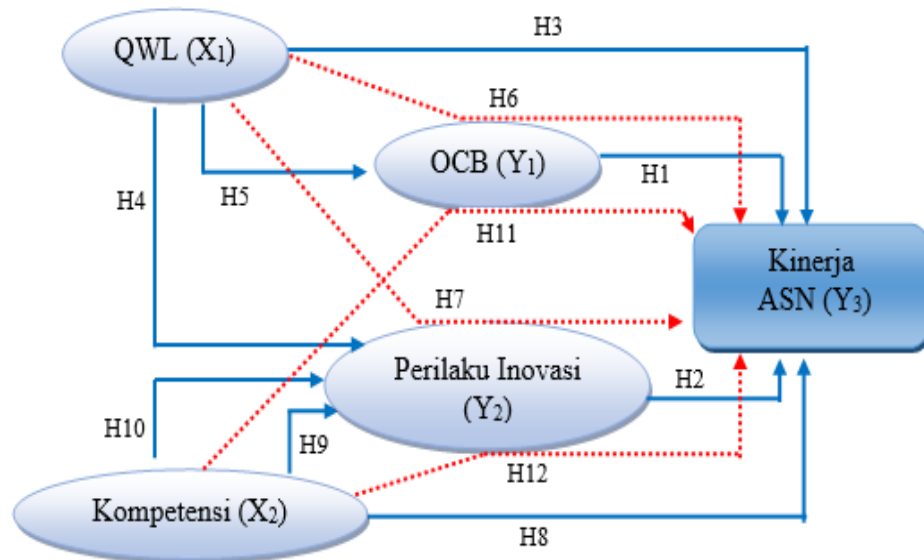 H3
QWL (X₁)
H6
OCB (Y₁)
H1
H4
H5
H11
Kinerja
ASN (Y₃)
H7
Perilaku Inovasi
(Y₂)
H2
H10
H9
H12
Kompetensi (X₂)
H8